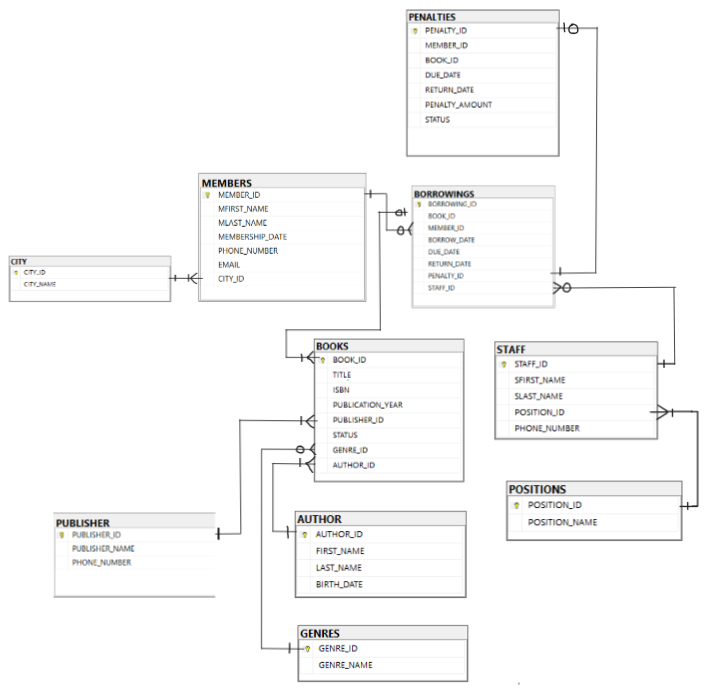 PENALTIES
PENALTY_ID
MEMBER_ID
BOOK_ID
DUE_DATE
RETURN_DATE
PENALTY_AMOUNT
STATUS
MEMBERS
MEMBER_ID
MFIRST_NAME
MLAST_NAME
MEMBERSHIP_DATE
PHONE_NUMBER
EMAIL
CITY_ID
BORROWINGS
BORROWING_ID
BOOK_ID
MEMBER_ID
BORROW_DATE
DUE_DATE
RETURN_DATE
PENALTY_ID
STAFF_ID
CITY
CITY_ID
CITY_NAME
BOOKS
BOOK_ID
TITLE
ISBN
PUBLICATION_YEAR
PUBLISHER_ID
STATUS
GENRE_ID
AUTHOR_ID
STAFF
STAFF_ID
SFIRST_NAME
SLAST_NAME
POSITION_ID
PHONE_NUMBER
POSITIONS
POSITION_ID
POSITION_NAME
PUBLISHER
PUBLISHER_ID
PUBLISHER_NAME
PHONE_NUMBER
AUTHOR
AUTHOR_ID
FIRST_NAME
LAST_NAME
BIRTH_DATE
GENRES
GENRE_ID
GENRE_NAME